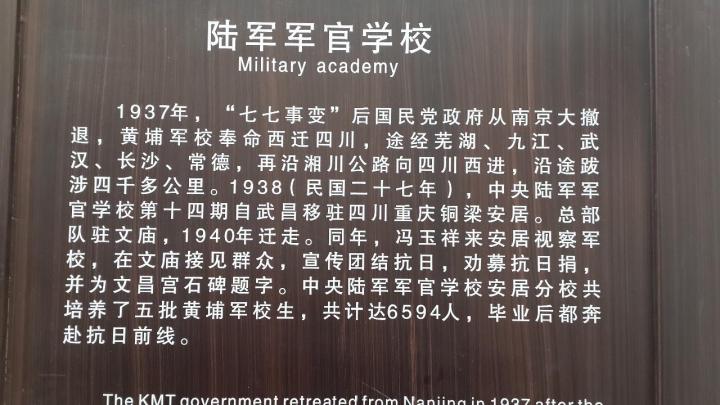 陆军军官学校
Military academy
1937年，“七七事变”后国民党政府从南京大撤
退，黄埔军校奉命西迁四川，途经芜湖、九江、武
汉、长沙、常德，再沿湘川公路向四川西进，沿途跋
涉四千多公里。1938（民国二十七年），中央陆军军
官学校第十四期自武昌移驻四川重庆铜梁安居。总部
队驻文庙，1940年迁走。同年，冯玉祥来安居视察军
校，在文庙接见群众，宣传团结抗日，劝募抗日捐，
并为文昌宫石碑题字。中央陆军军官学校安居分校共
培养了五批黄埔军校生，共计达6594人，毕业后都奔
赴抗日前线。
The KMT government retreated from Nanjing in 1937 after the